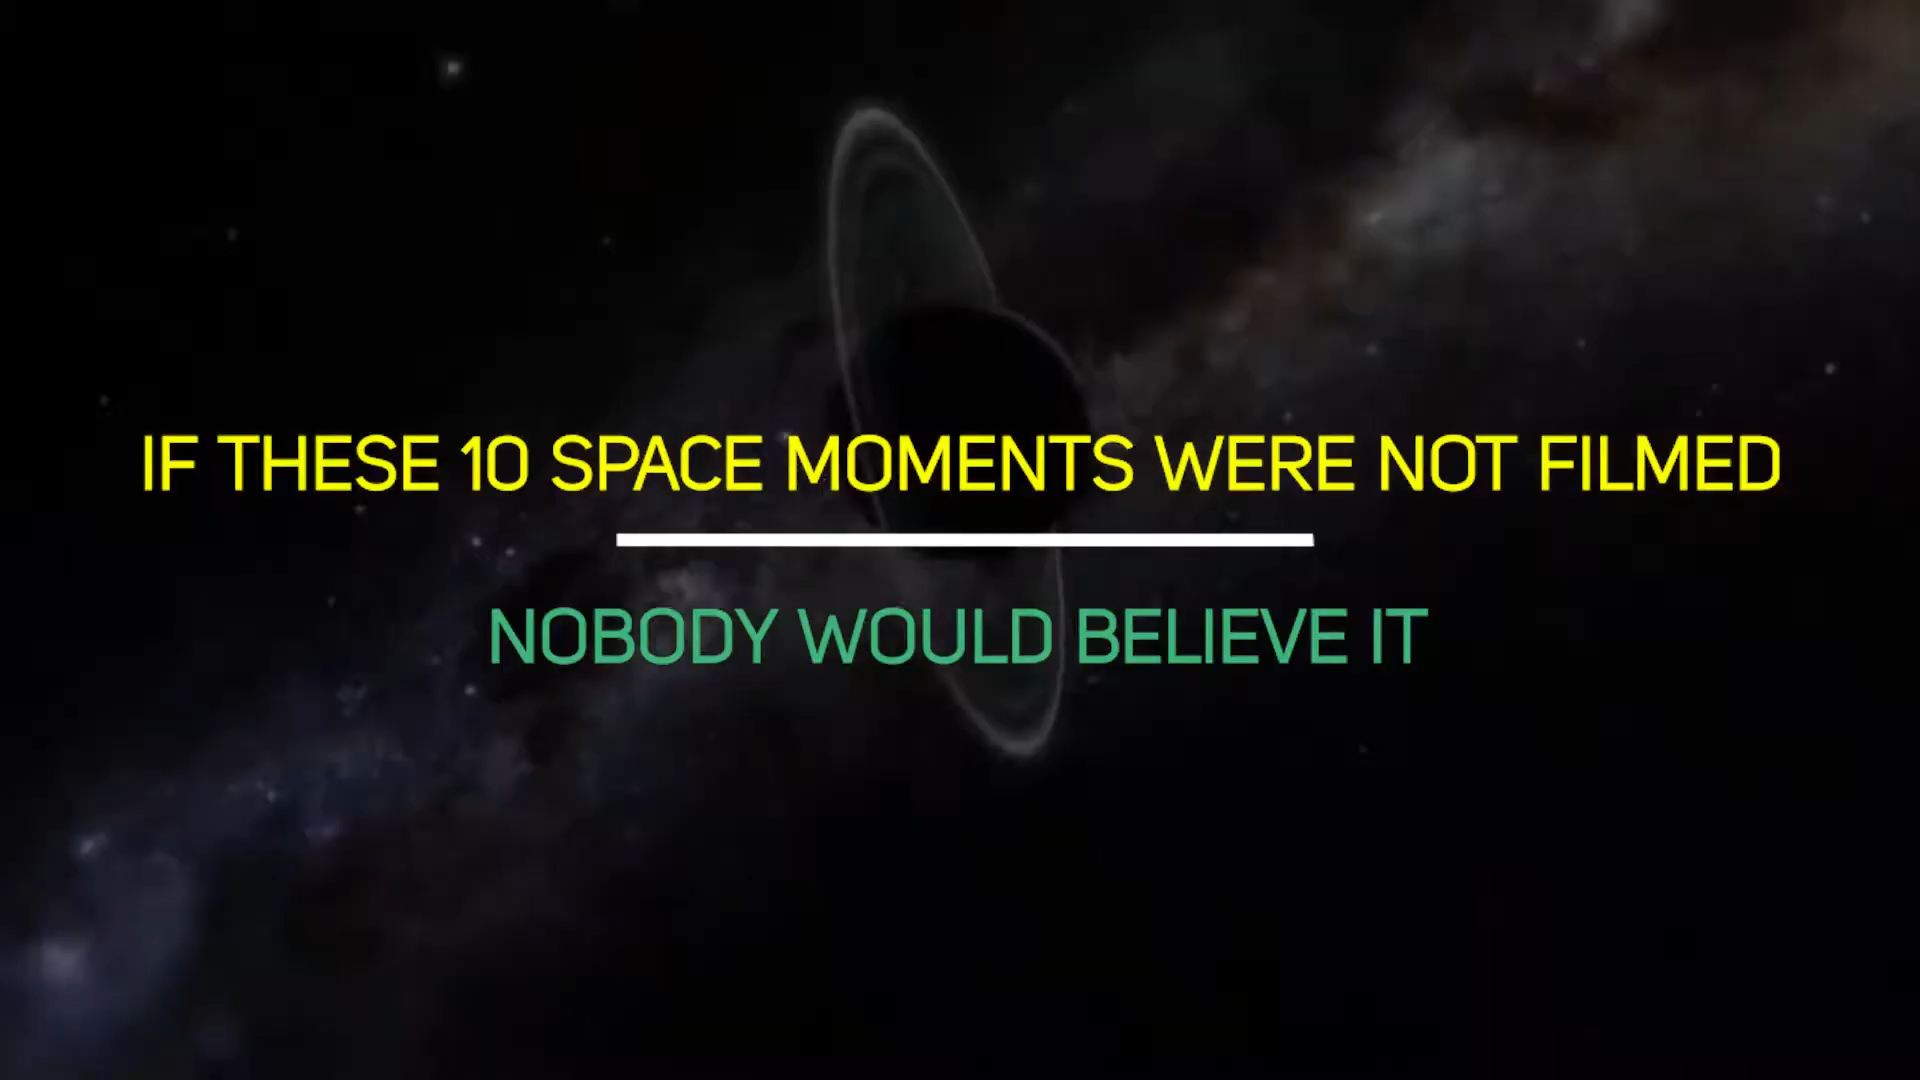 IF THESE 10 SPACE MOMENTS WERE NOT FILMED
NOBODY WOULD BELIEVE IT